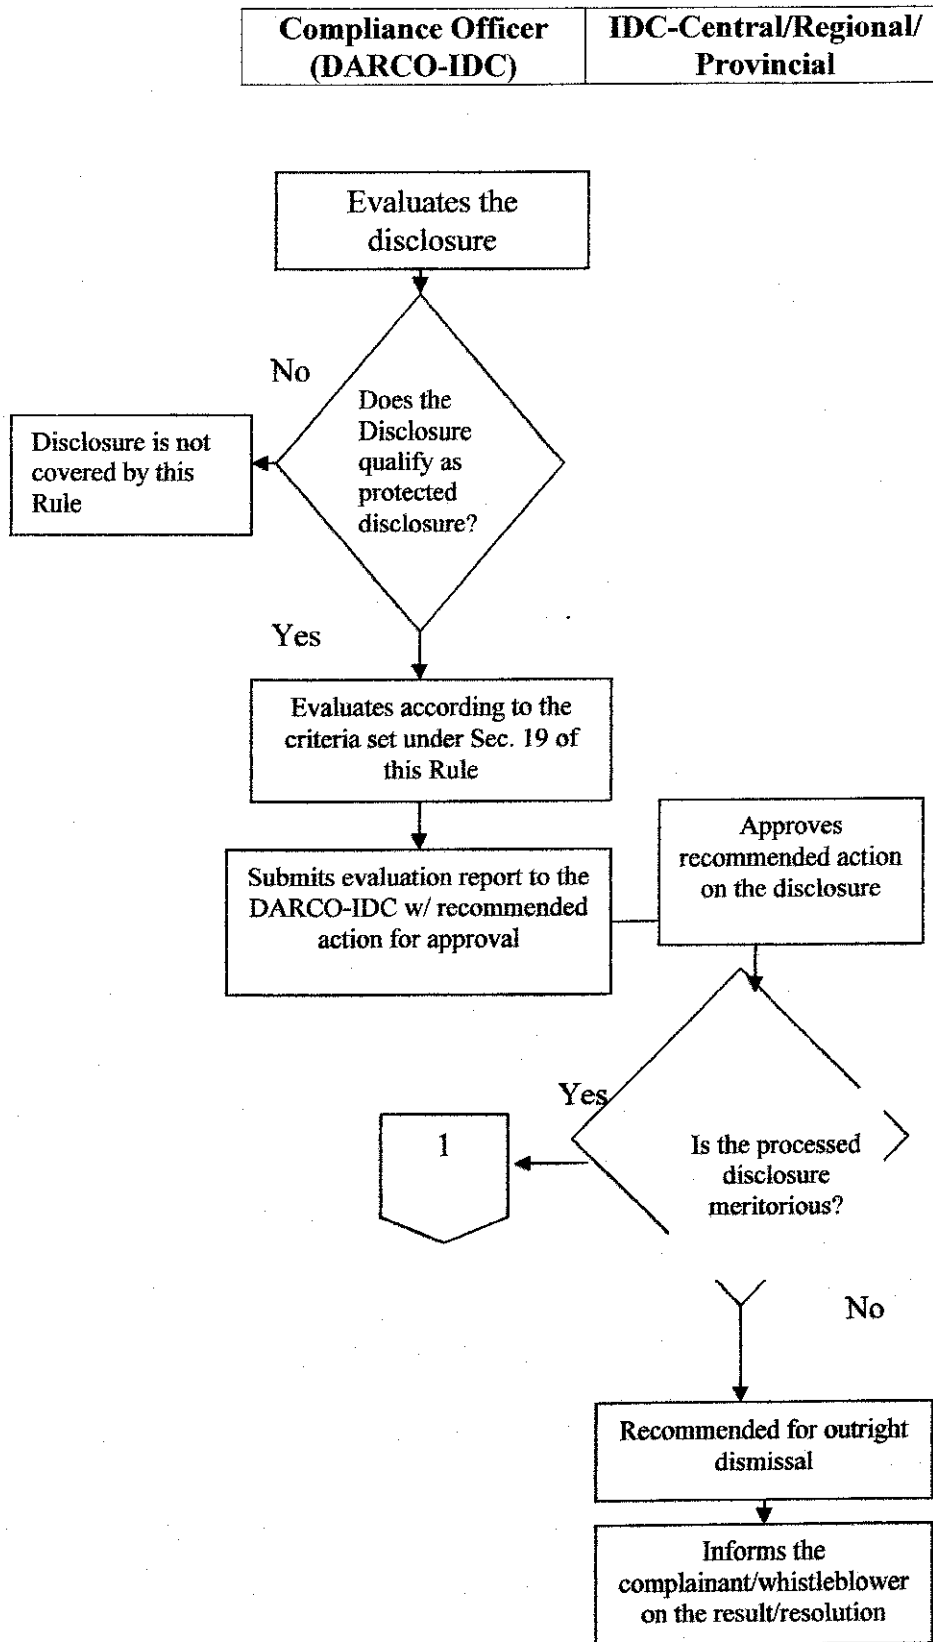 Compliance Officer
(DARCO-IDC)
IDC-Central/Regional/
Provincial
Evaluates the
disclosure
No
Does the
Disclosure
qualify as
protected
disclosure?
Disclosure is not
covered by this
Rule
Yes
Evaluates according to the
criteria set under Sec. 19 of
this Rule
Submits evaluation report to the
DARCO-IDC w/ recommended
action for approval
Approves
recommended action
on the disclosure
Yes
1
Is the processed
disclosure
meritorious?
No
Recommended for outright
dismissal
Informs the
complainant/whistleblower
on the result/resolution